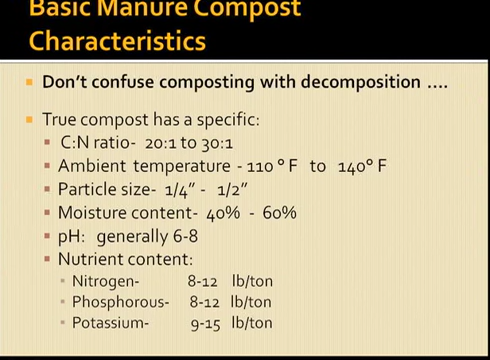 Basic Manure Compost
Characteristics
Don't confuse composting with decomposition ....
True compost has a specific:
C:N ratio- 20:1 to 30:1
Ambient temperature - 110 ° F to 140° F
Particle size- 1/4" - 1/2"
Moisture content- 40% - 60%
pH: generally 6-8
Nutrient content:
Nitrogen- 8-12 lb/ton
Phosphorous- 8-12 lb/ton
Potassium- 9-15 lb/ton